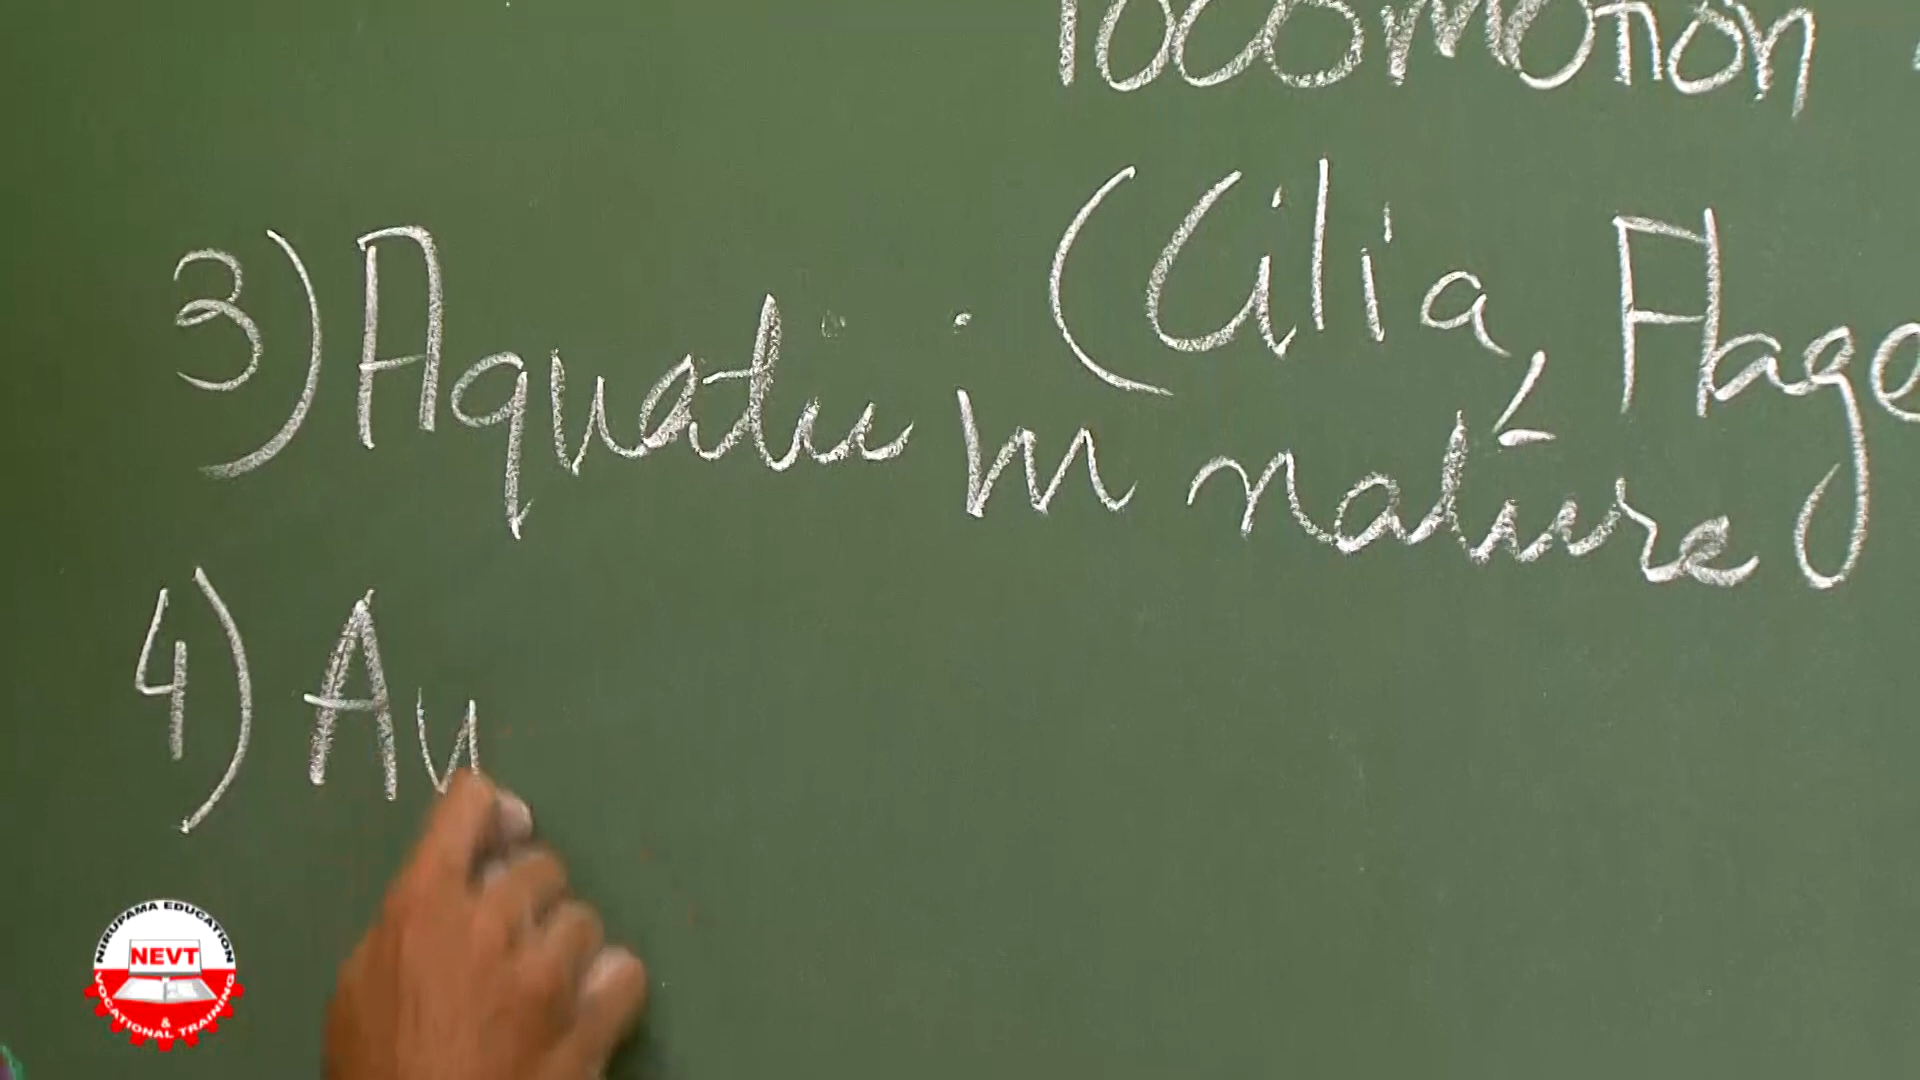 locomotion
(Cilia, Flage
3) Aquatic in nature
4) Au
NIRUPAMA EDUCATION
NEVT
& VOCATIONAL TRAINING